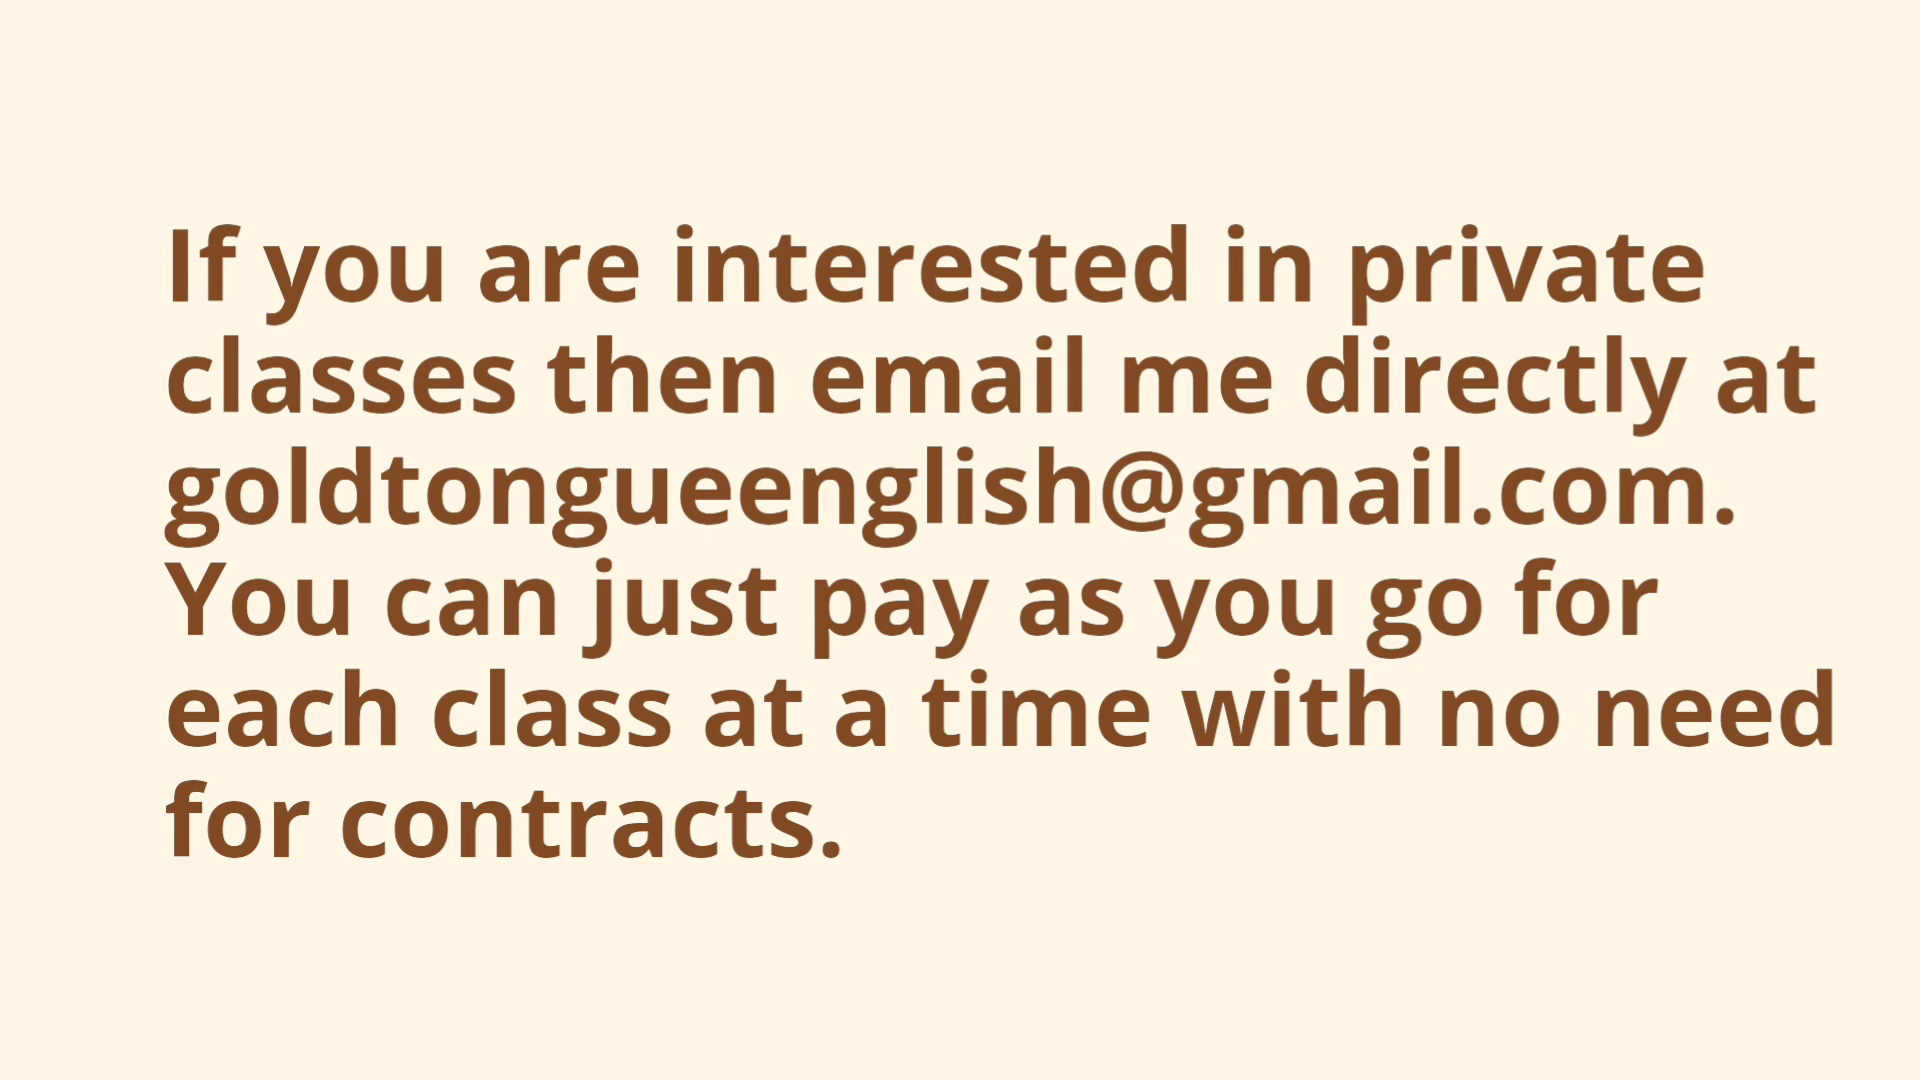 If you are interested in private
classes then email me directly at
goldtongueenglish@gmail.com.
You can just pay as you go for
each class at a time with no need
for contracts.